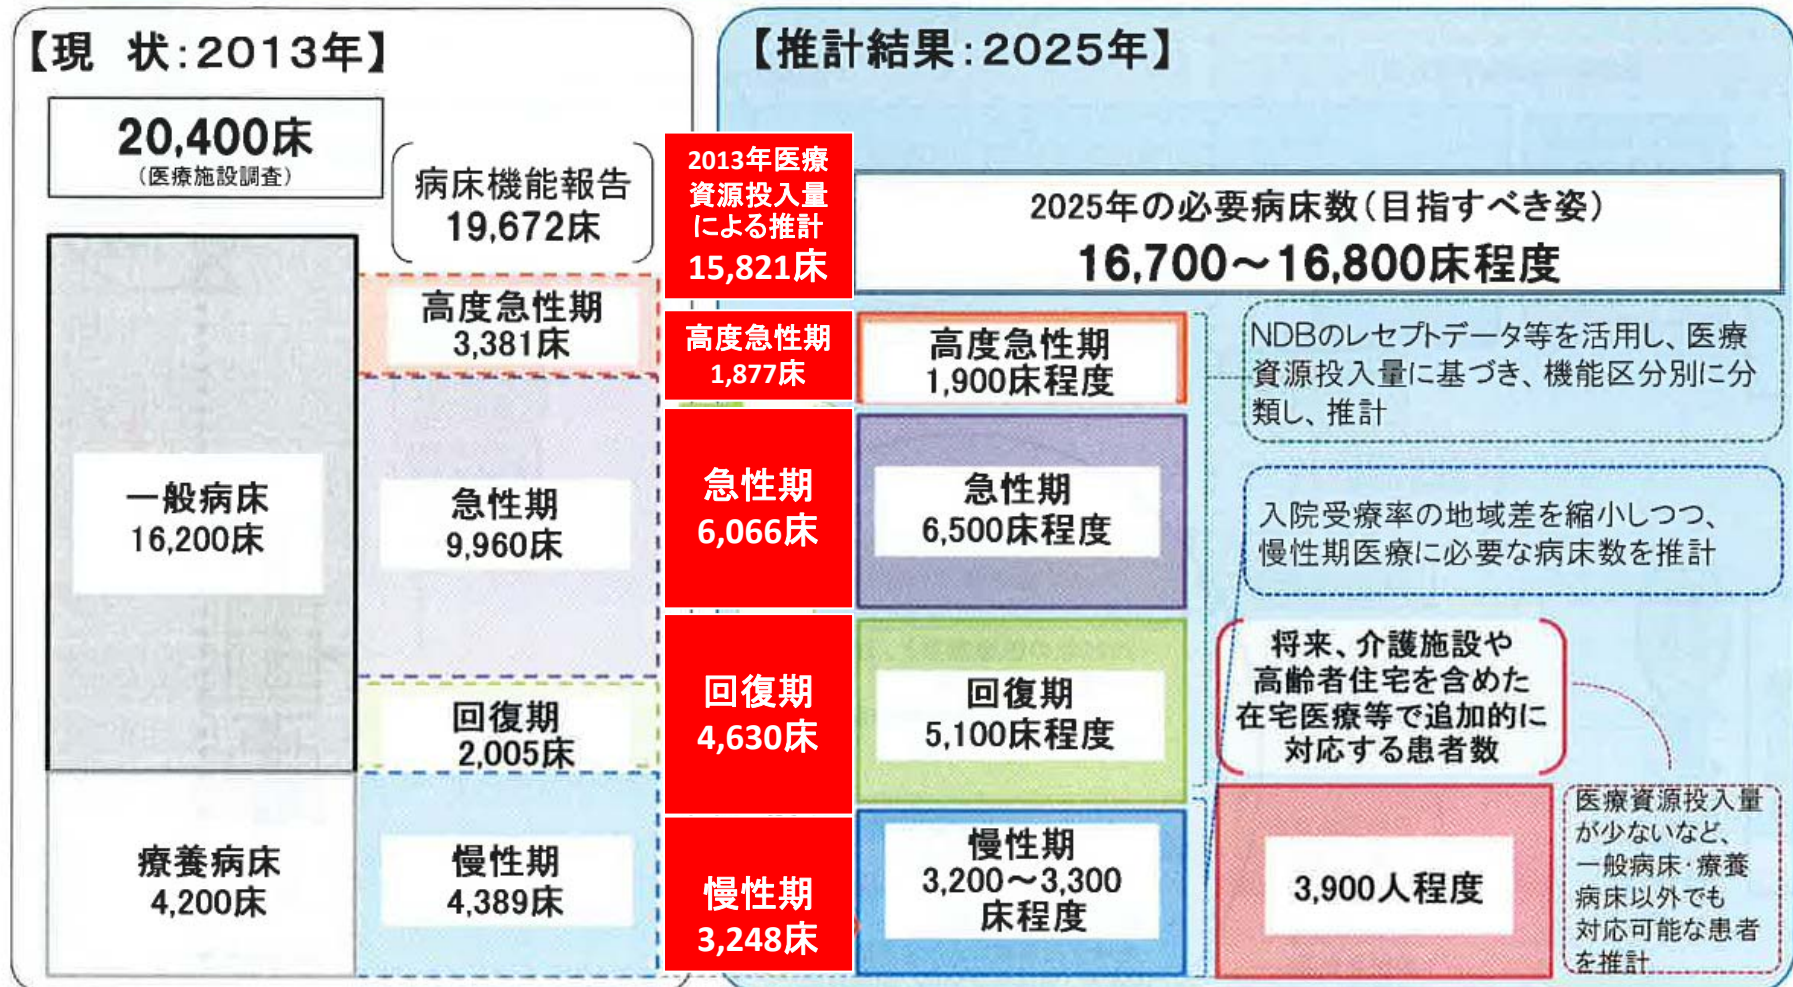 【現 状:2013年】
20,400床
(医療施設調査)
病床機能報告
19,672床
一般病床
16,200床
療養病床
4,200床
高度急性期
3,381床
急性期
9,960床
回復期
2,005床
慢性期
4,389床
2013年医療
資源投入量
による推計
15,821床
高度急性期
1,877床
急性期
6,066床
回復期
4,630床
慢性期
3,248床
【推計結果:2025年】
2025年の必要病床数(目指すべき姿)
16,700~16,800床程度
高度急性期
1,900床程度
急性期
6,500床程度
回復期
5,100床程度
慢性期
3,200~3,300
床程度
NDBのレセプトデータ等を活用し、医療
資源投入量に基づき、機能区分別に分
類し、推計
入院受療率の地域差を縮小しつつ、
慢性期医療に必要な病床数を推計
将来、介護施設や
高齢者住宅を含めた
在宅医療等で追加的に
対応する患者数
3,900人程度
医療資源投入量
が少ないなど、
一般病床・療養
病床以外でも
対応可能な患者
を推計